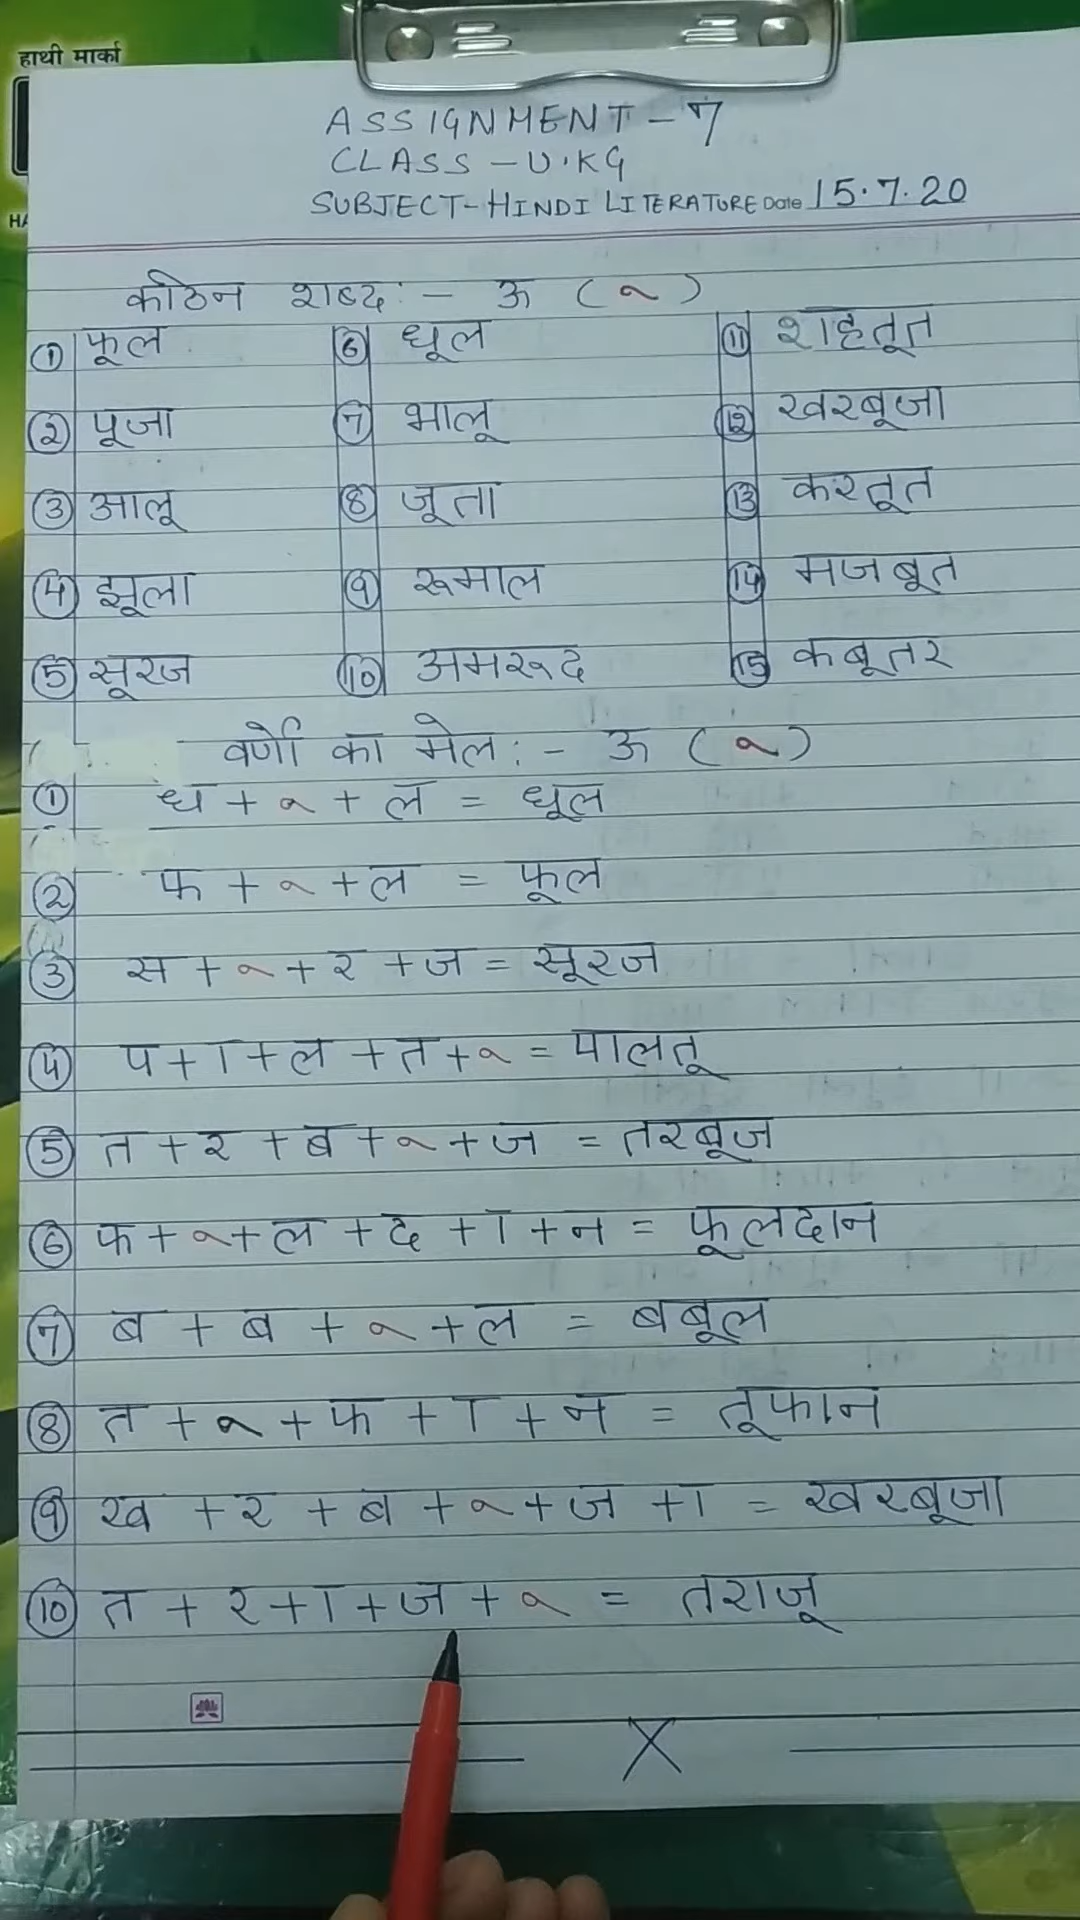 हाथी मार्का
ASSIGNMENT - 7
CLASS - U.KG
SUBJECT - HINDI LITERATURE Date 15.7.20
कठिन शब्द :- ऊ ( ू )
① फूल ⑥ धूल ⑪ शहतूत
② पूजा ⑦ भालू ⑫ खरबूजा
③ आलू ⑧ जूता ⑬ करतूत
④ झूला ⑨ रूमाल ⑭ मजबूत
⑤ सूरज ⑩ अमरूद ⑮ कबूतर
वर्णो का मेल :- ऊ ( ू )
① ध + ू + ल = धूल
② फ + ू + ल = फूल
③ स + ू + र + ज = सूरज
④ प + ा + ल + त + ू = पालतू
⑤ त + र + ब + ू + ज = तरबूज
⑥ फ + ू + ल + द + ा + न = फूलदान
⑦ ब + ब + ू + ल = बबूल
⑧ त + ू + फ + ा + न = तूफान
⑨ ख + र + ब + ू + ज + ा = खरबूजा
⑩ त + र + ा + ज + ू = तराजू
X